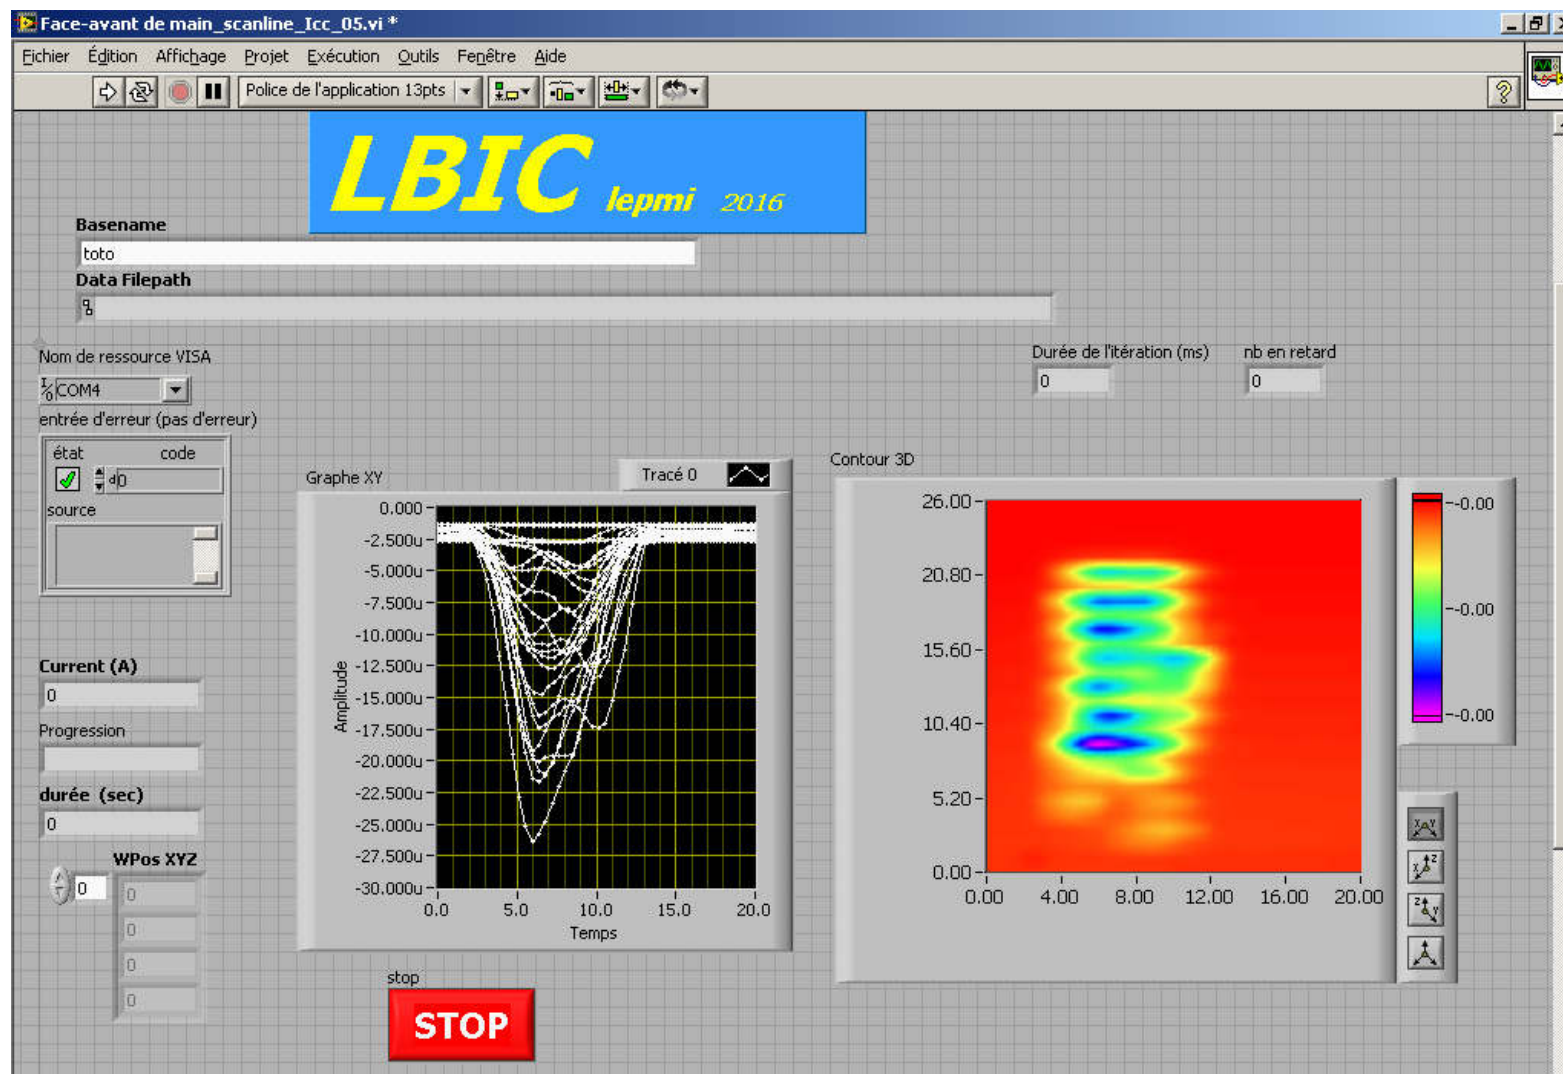 Face-avant de main_scanline_Icc_05.vi *
Fichier Édition Affichage Projet Exécution Outils Fenêtre Aide
Police de l'application 13pts
LBIC lepmi 2016
Basename
toto
Data Filepath
Nom de ressource VISA
COM4
Durée de l'itération (ms) nb en retard
0 0
entrée d'erreur (pas d'erreur)
état code
d0
source
Current (A)
0
Progression
durée (sec)
0
WPos XYZ
0 0
0
0
0
Graphe XY Tracé 0
0.000
-2.500u
-5.000u
-7.500u
-10.000u
-12.500u
-15.000u
-17.500u
-20.000u
-22.500u
-25.000u
-27.500u
-30.000u
Amplitude
0.0 5.0 10.0 15.0 20.0
Temps
stop
STOP
Contour 3D
26.00
20.80
15.60
10.40
5.20
0.00
0.00 4.00 8.00 12.00 16.00 20.00
-0.00
-0.00
-0.00